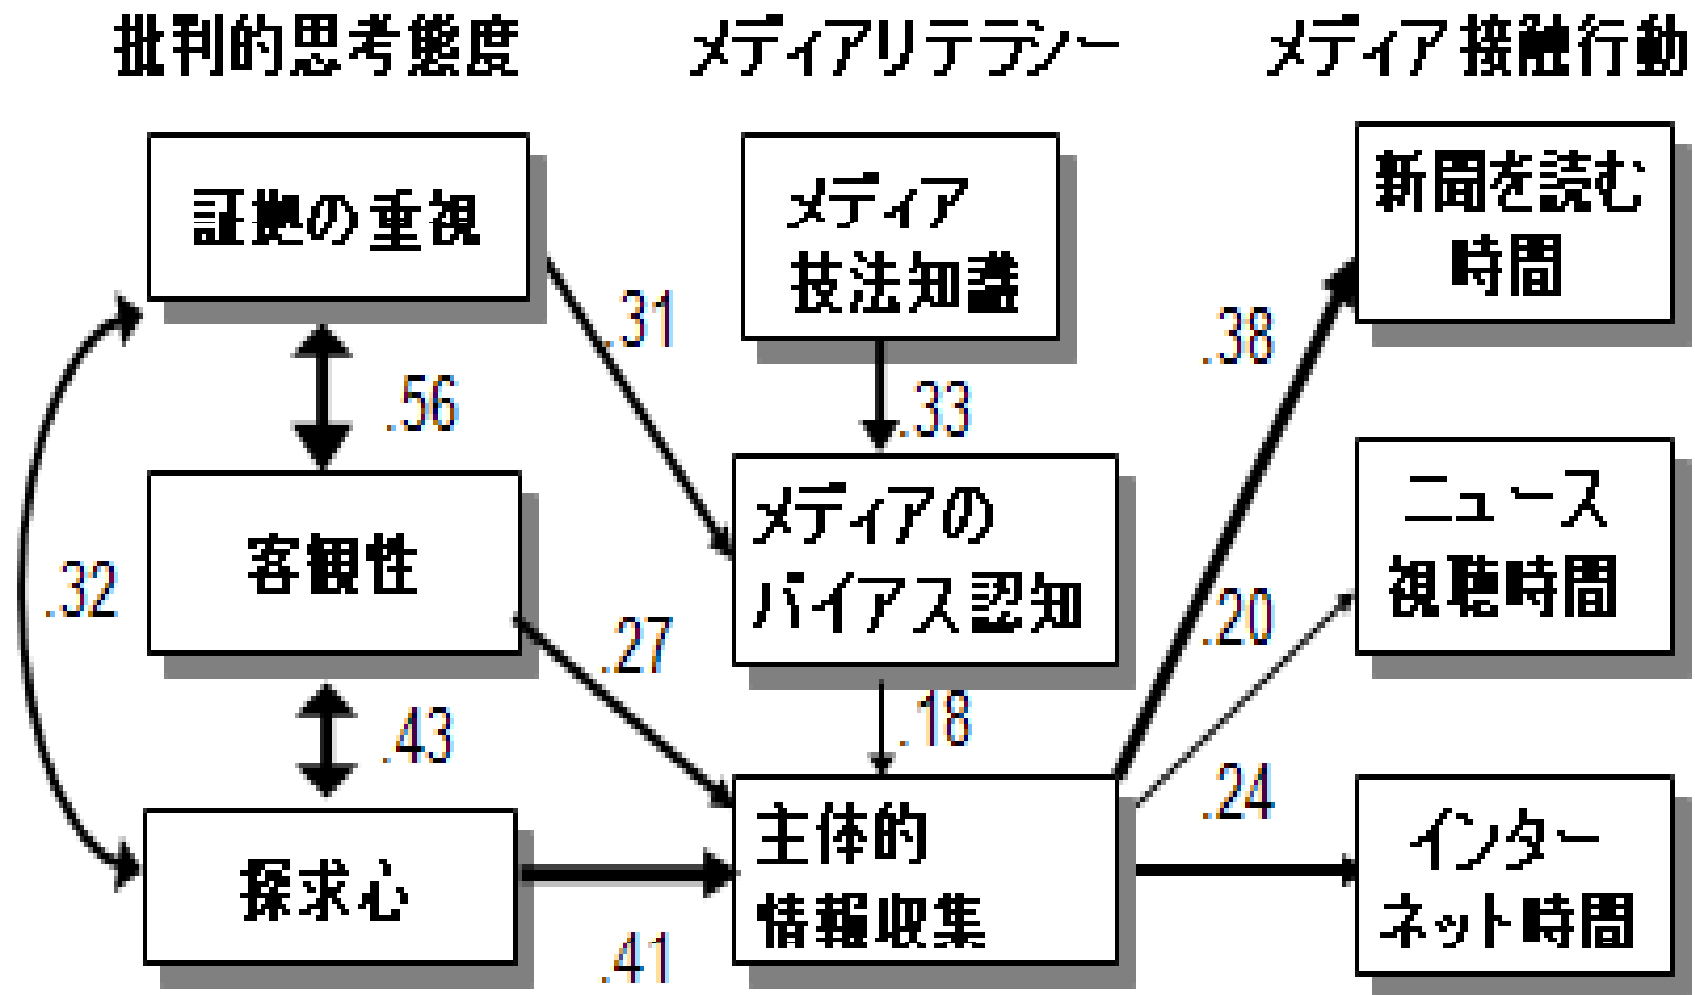 批判的思考態度
メディアリテラシー
メディア接触行動
証拠の重視
メディア
技法知識
新聞を読む
時間
.31
.38
.56
.33
客観性
メディアの
バイアス認知
ニュース
視聴時間
.32
.27
.20
.43
.18
.24
探求心
主体的
情報収集
インター
ネット時間
.41